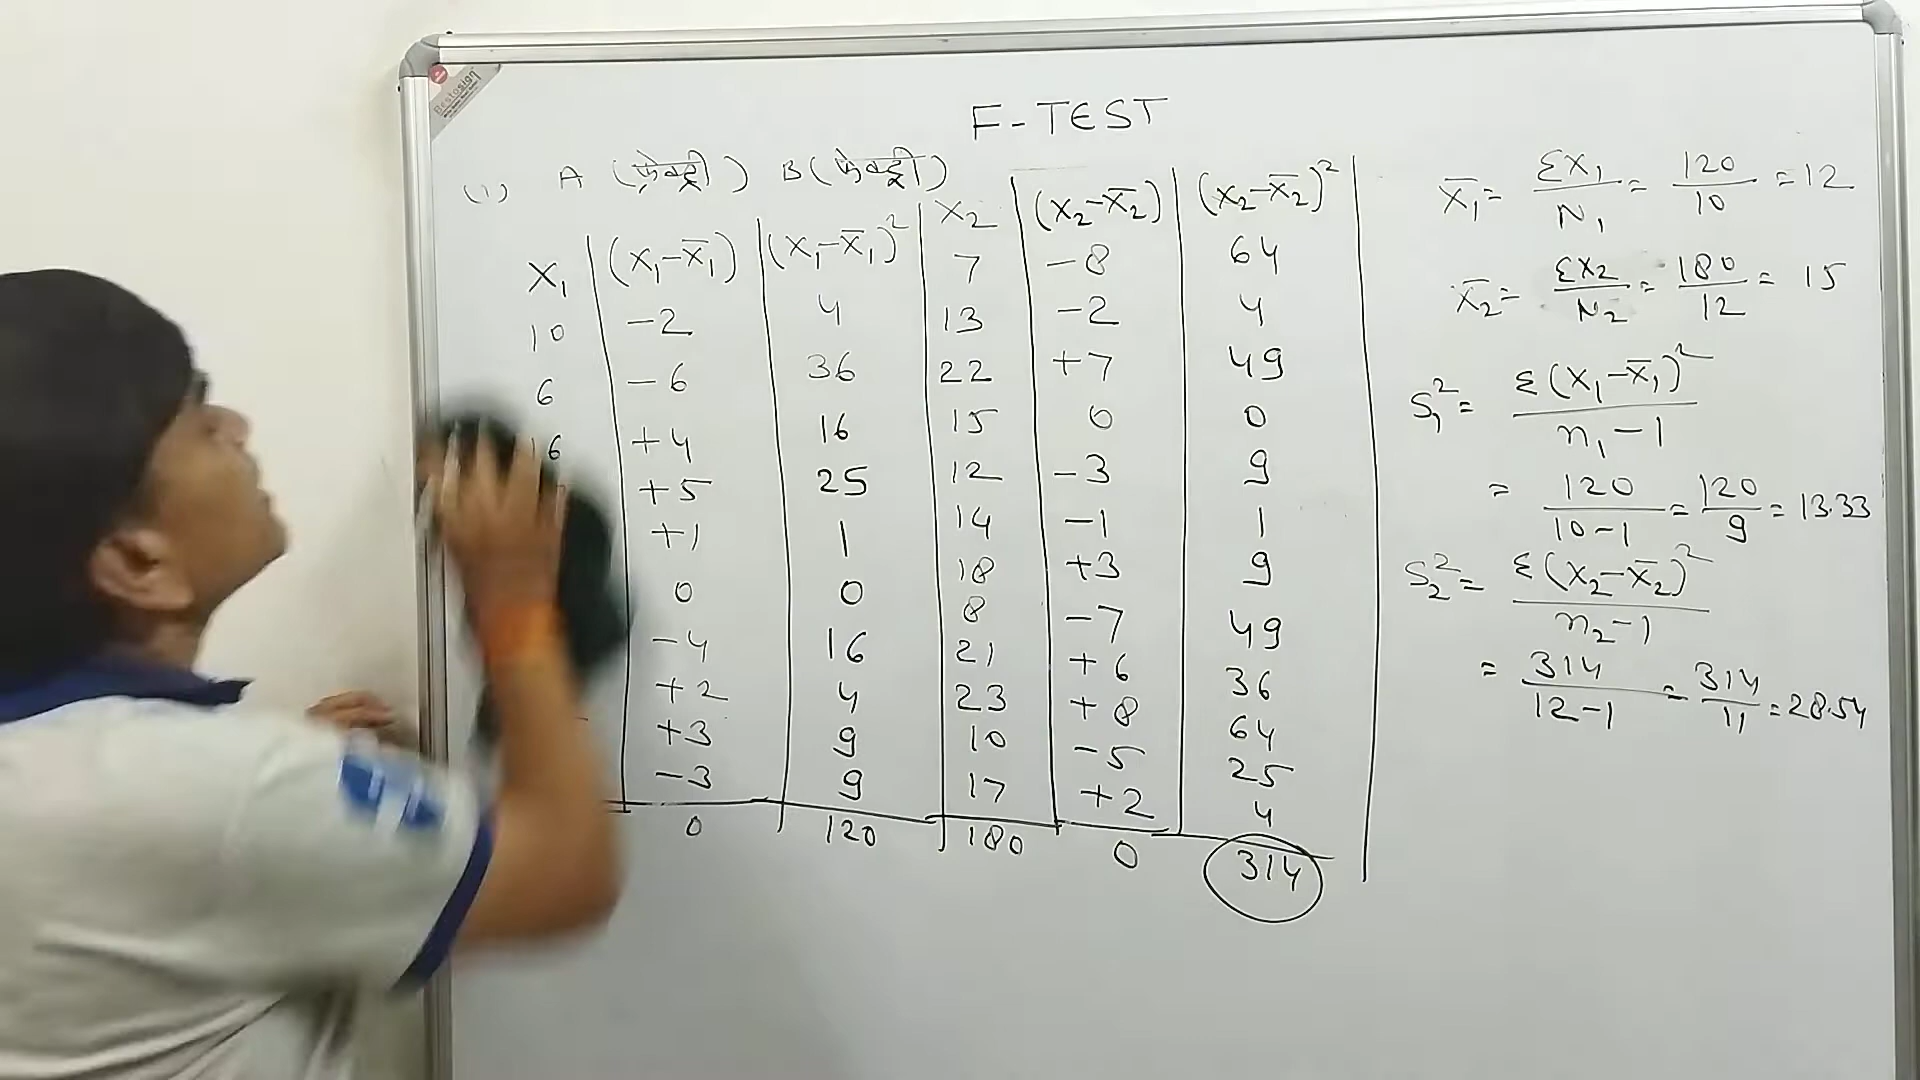 Bestosign
F-TEST
(1) A (फ़ेक्ट्री) B (फ़ेक्ट्री)
X₁ | (X₁-X̄₁) | (X₁-X̄₁)² | X₂ | (X₂-X̄₂) | (X₂-X̄₂)²
10 | -2 | 4 | 7 | -8 | 64
6 | -6 | 36 | 13 | -2 | 4
+4 | 16 | 22 | +7 | 49
+5 | 25 | 15 | 0 | 0
+1 | 1 | 12 | -3 | 9
0 | 0 | 14 | -1 | 1
-4 | 16 | 18 | +3 | 9
+2 | 4 | 8 | -7 | 49
+3 | 9 | 21 | +6 | 36
-3 | 9 | 23 | +8 | 64
10 | -5 | 25
17 | +2 | 4
0 | 120 | 180 | 0 | 314
X̄₁ = ΣX₁/N₁ = 120/10 = 12
X̄₂ = ΣX₂/N₂ = 180/12 = 15
S₁² = Σ(X₁-X̄₁)²/n₁-1
= 120/10-1 = 120/9 = 13.33
S₂² = Σ(X₂-X̄₂)²/n₂-1
= 314/12-1 = 314/11 = 28.54